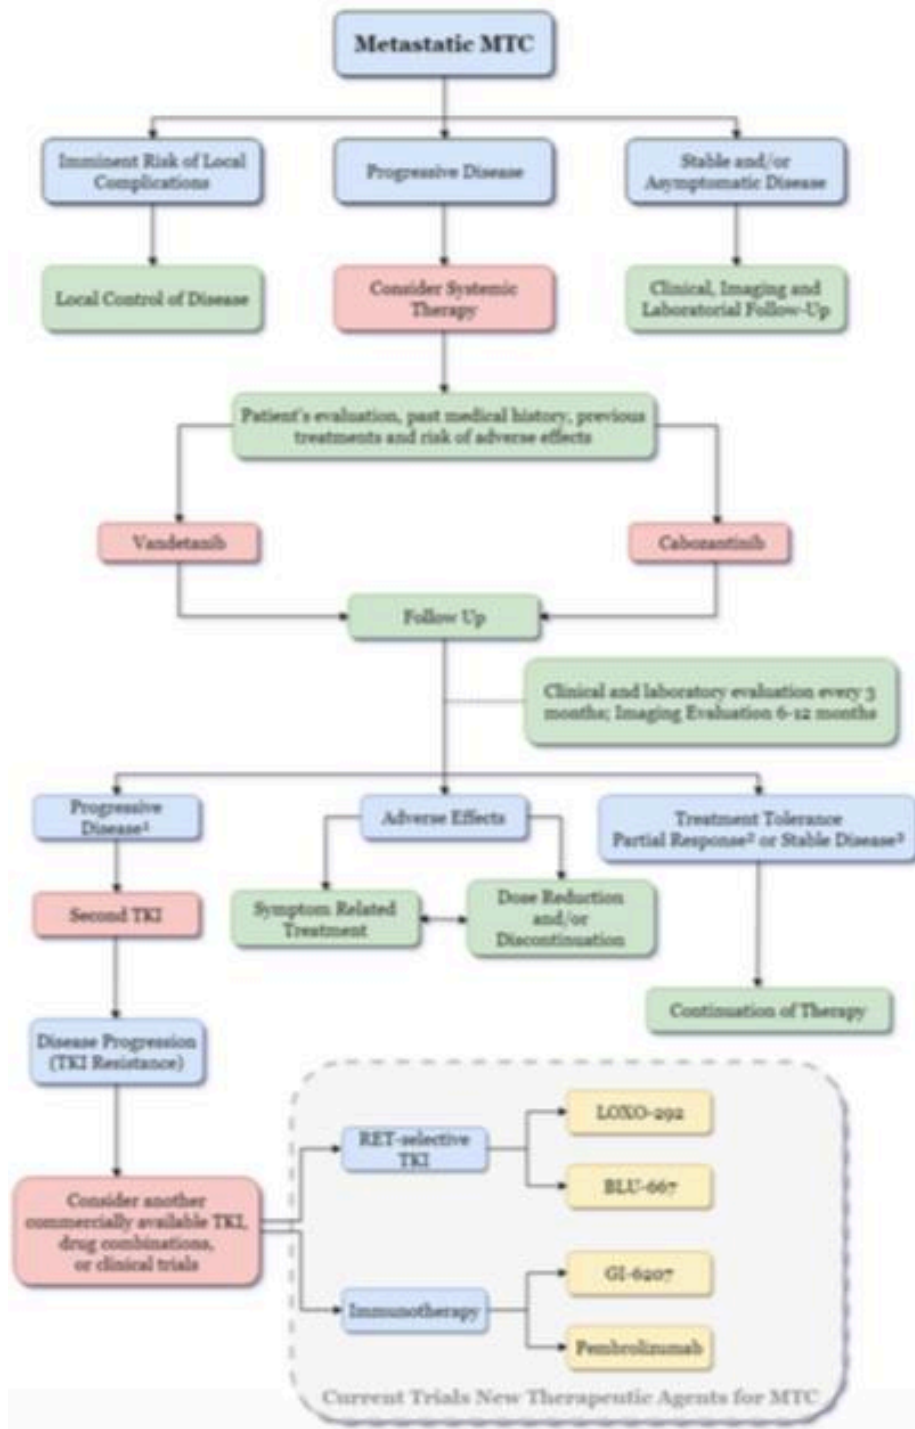 Metastatic MTC
Imminent Risk of Local
Complications
Progressive Disease
Stable and/or
Asymptomatic Disease
Local Control of Disease
Consider Systemic
Therapy
Clinical, Imaging and
Laboratorial Follow-Up
Patient's evaluation, past medical history, previous
treatments and risk of adverse effects
Vandetanib
Cabozantinib
Follow Up
Clinical and laboratory evaluation every 3
months; Imaging Evaluation 6-12 months
Progressive
Disease¹
Adverse Effects
Treatment Tolerance
Partial Response² or Stable Disease³
Second TKI
Symptom Related
Treatment
Dose Reduction
and/or
Discontinuation
Continuation of Therapy
Disease Progression
(TKI Resistance)
RET-selective
TKI
LOXO-292
BLU-667
Consider another
commercially available TKI,
drug combinations,
or clinical trials
Immunotherapy
GI-6207
Pembrolizumab
Current Trials New Therapeutic Agents for MTC